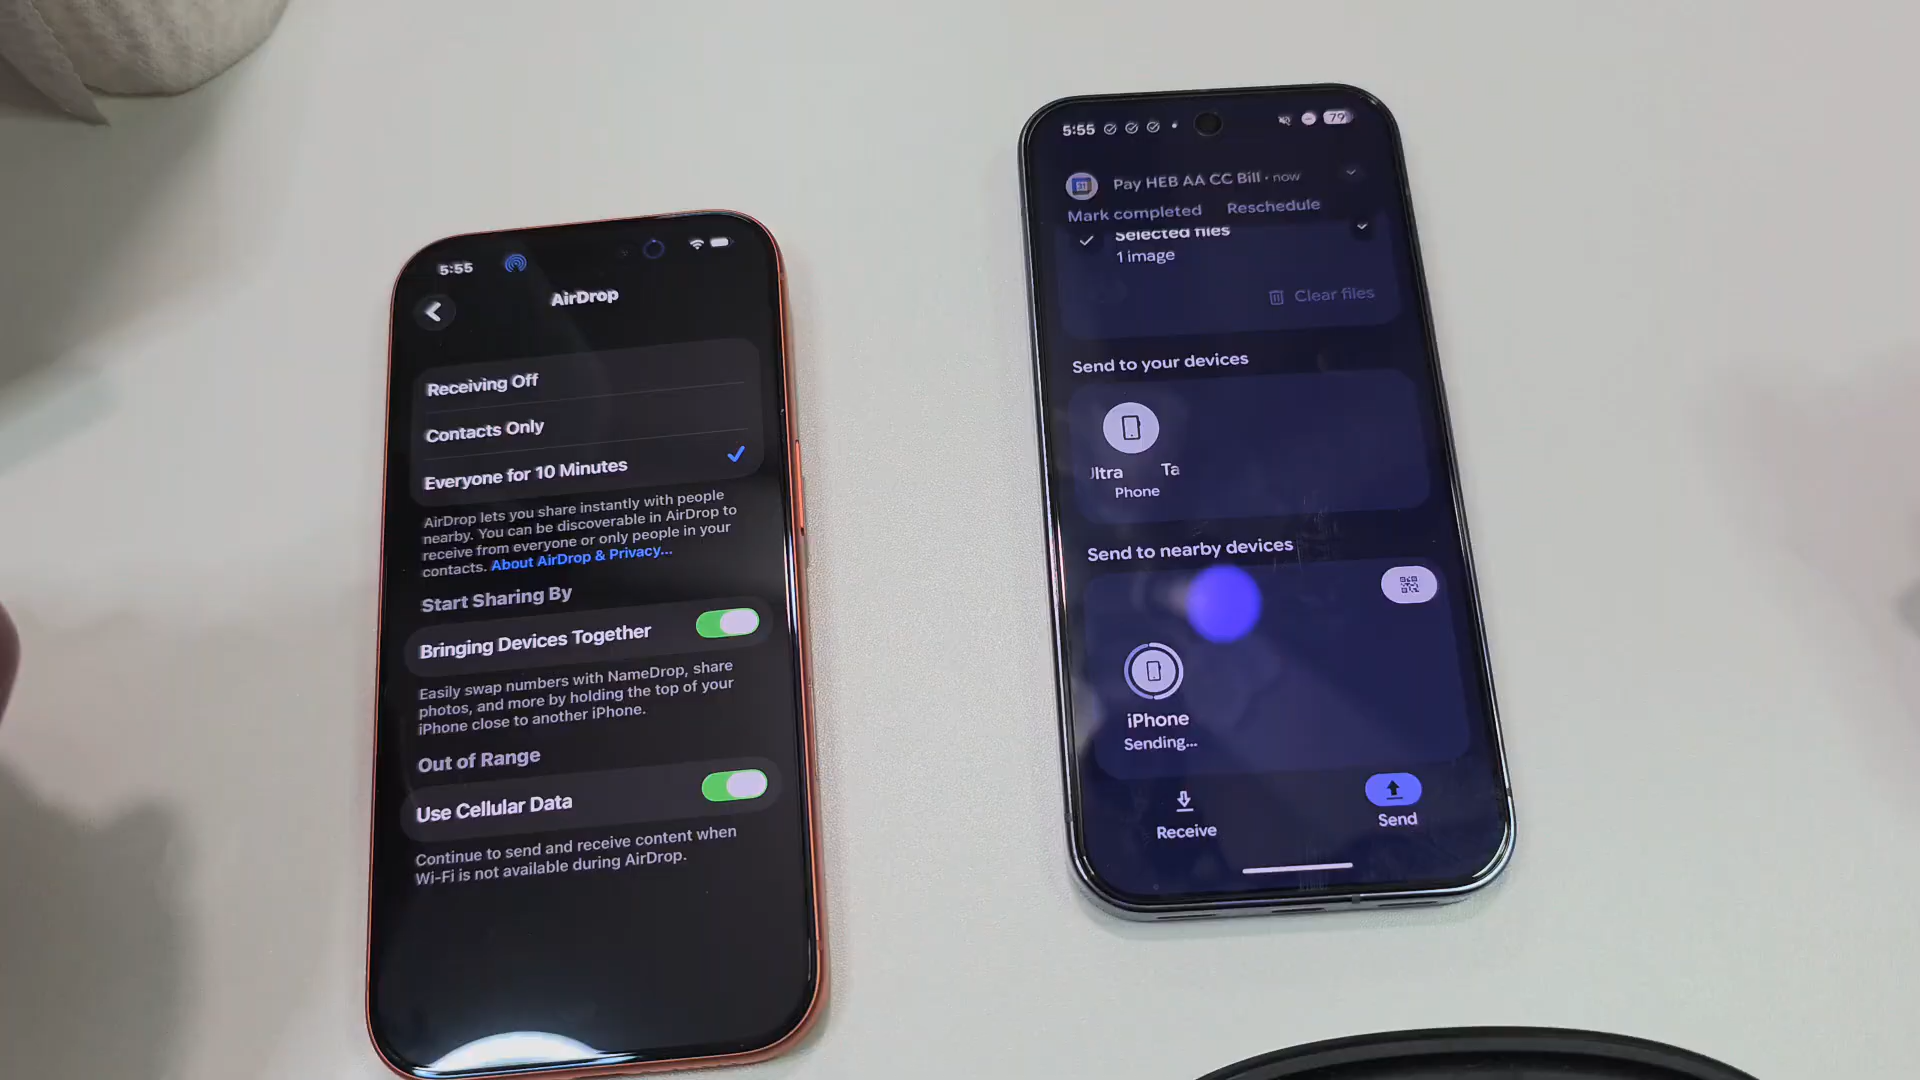 5:55
AirDrop
Receiving Off
Contacts Only
Everyone for 10 Minutes
AirDrop lets you share instantly with people
nearby. You can be discoverable in AirDrop to
receive from everyone or only people in your
contacts. About AirDrop & Privacy...
Start Sharing By
Bringing Devices Together
Easily swap numbers with NameDrop, share
photos, and more by holding the top of your
iPhone close to another iPhone.
Out of Range
Use Cellular Data
Continue to send and receive content when
Wi-Fi is not available during AirDrop.
5:55
79
Pay HEB AA CC Bill • now
Mark completed Reschedule
Selected files
1 image
Clear files
Send to your devices
Ultra Ta
Phone
Send to nearby devices
iPhone
Sending...
Receive
Send